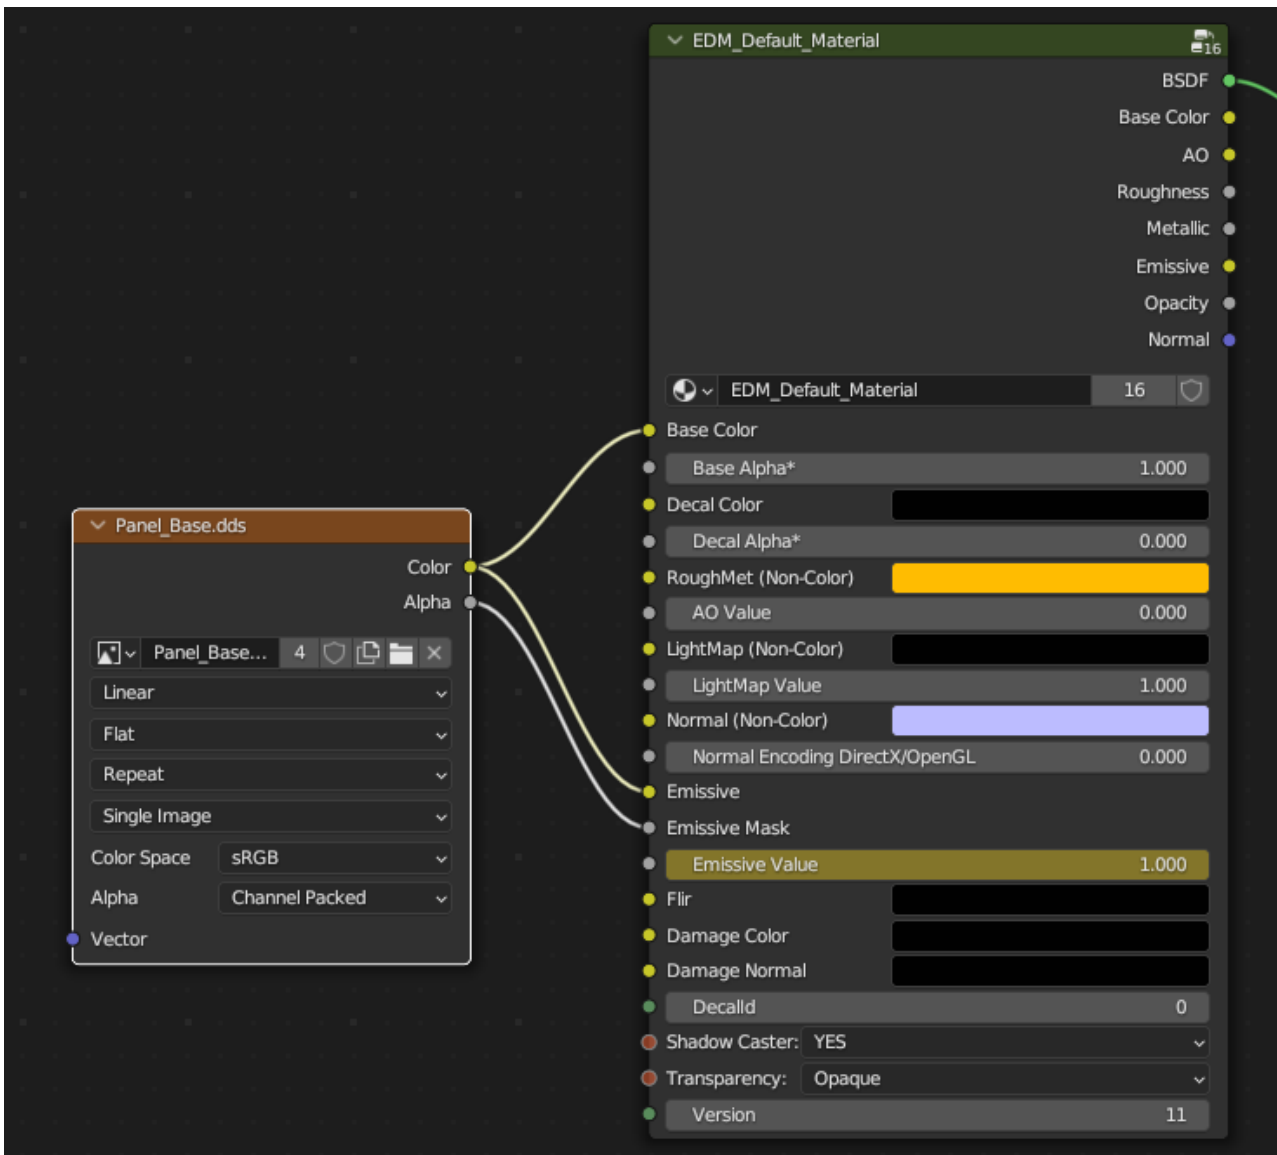 Panel_Base.dds
Color
Alpha
Panel_Base...
4
Linear
Flat
Repeat
Single Image
Color Space
sRGB
Alpha
Channel Packed
Vector
EDM_Default_Material
16
BSDF
Base Color
AO
Roughness
Metallic
Emissive
Opacity
Normal
EDM_Default_Material
16
Base Color
Base Alpha*
1.000
Decal Color
Decal Alpha*
0.000
RoughMet (Non-Color)
AO Value
0.000
LightMap (Non-Color)
LightMap Value
1.000
Normal (Non-Color)
Normal Encoding DirectX/OpenGL
0.000
Emissive
Emissive Mask
Emissive Value
1.000
Flir
Damage Color
Damage Normal
DecalId
0
Shadow Caster:
YES
Transparency:
Opaque
Version
11